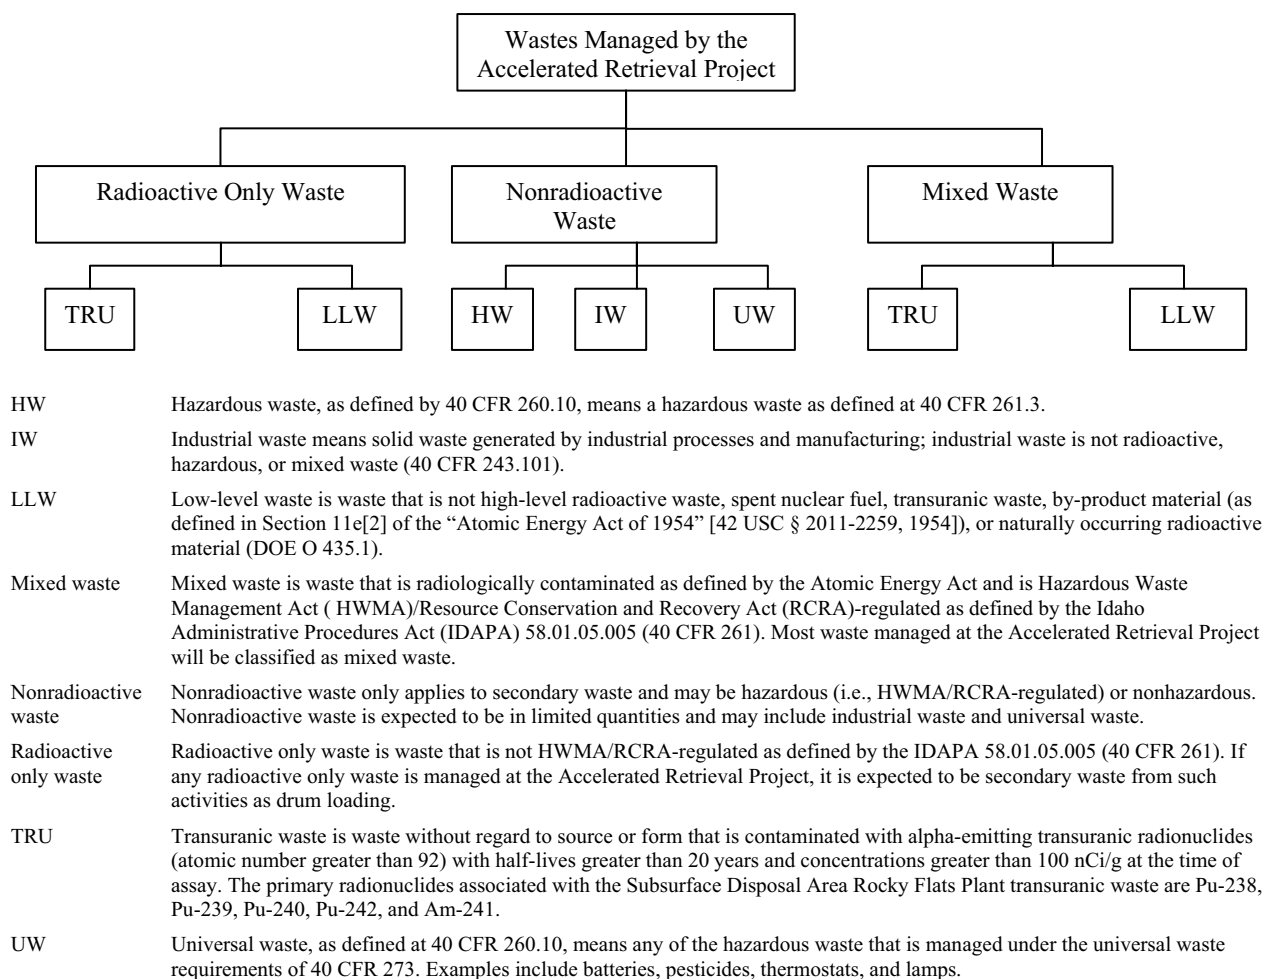 Wastes Managed by the
Accelerated Retrieval Project
Radioactive Only Waste
Nonradioactive
Waste
Mixed Waste
TRU
LLW
HW
IW
UW
TRU
LLW
HW Hazardous waste, as defined by 40 CFR 260.10, means a hazardous waste as defined at 40 CFR 261.3.
IW Industrial waste means solid waste generated by industrial processes and manufacturing; industrial waste is not radioactive,
hazardous, or mixed waste (40 CFR 243.101).
LLW Low-level waste is waste that is not high-level radioactive waste, spent nuclear fuel, transuranic waste, by-product material (as
defined in Section 11e[2] of the “Atomic Energy Act of 1954” [42 USC § 2011-2259, 1954]), or naturally occurring radioactive
material (DOE O 435.1).
Mixed waste Mixed waste is waste that is radiologically contaminated as defined by the Atomic Energy Act and is Hazardous Waste
Management Act ( HWMA)/Resource Conservation and Recovery Act (RCRA)-regulated as defined by the Idaho
Administrative Procedures Act (IDAPA) 58.01.05.005 (40 CFR 261). Most waste managed at the Accelerated Retrieval Project
will be classified as mixed waste.
Nonradioactive Nonradioactive waste only applies to secondary waste and may be hazardous (i.e., HWMA/RCRA-regulated) or nonhazardous.
waste Nonradioactive waste is expected to be in limited quantities and may include industrial waste and universal waste.
Radioactive Radioactive only waste is waste that is not HWMA/RCRA-regulated as defined by the IDAPA 58.01.05.005 (40 CFR 261). If
only waste any radioactive only waste is managed at the Accelerated Retrieval Project, it is expected to be secondary waste from such
activities as drum loading.
TRU Transuranic waste is waste without regard to source or form that is contaminated with alpha-emitting transuranic radionuclides
(atomic number greater than 92) with half-lives greater than 20 years and concentrations greater than 100 nCi/g at the time of
assay. The primary radionuclides associated with the Subsurface Disposal Area Rocky Flats Plant transuranic waste are Pu-238,
Pu-239, Pu-240, Pu-242, and Am-241.
UW Universal waste, as defined at 40 CFR 260.10, means any of the hazardous waste that is managed under the universal waste
requirements of 40 CFR 273. Examples include batteries, pesticides, thermostats, and lamps.